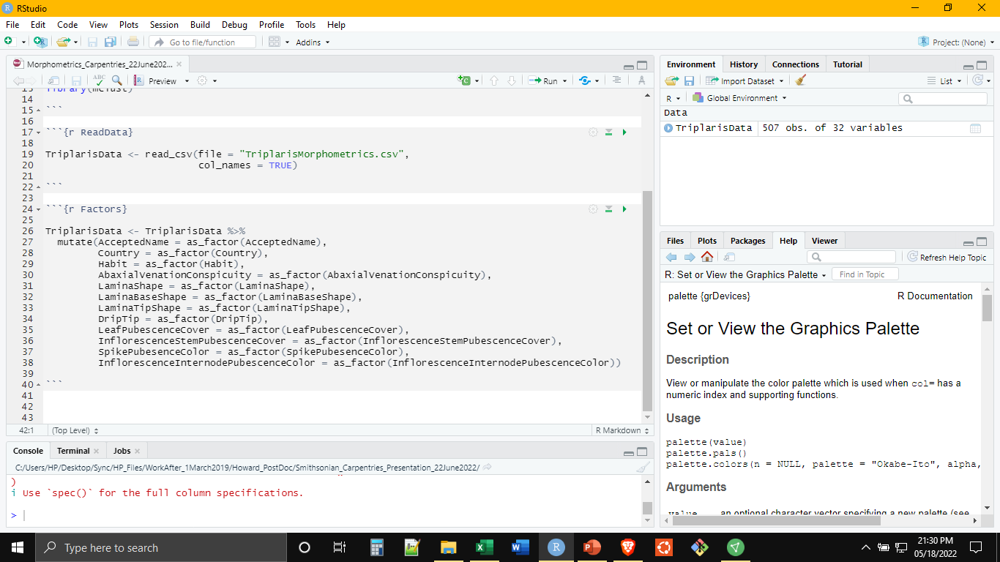 RStudio
File Edit Code View Plots Session Build Debug Profile Tools Help
Go to file/function
Addins
Project: (None)
Morphometrics_Carpentries_22June202...
ABC
Preview
Run
13 library(mclust)
14
15 ```
16
17 ```{r ReadData}
18
19 TriplarisData <- read_csv(file = "TriplarisMorphometrics.csv",
20 col_names = TRUE)
21
22 ```
23
24 ```{r Factors}
25
26 TriplarisData <- TriplarisData %>%
27 mutate(AcceptedName = as_factor(AcceptedName),
28 Country = as_factor(Country),
29 Habit = as_factor(Habit),
30 AbaxialVenationConspicuity = as_factor(AbaxialVenationConspicuity),
31 LaminaShape = as_factor(LaminaShape),
32 LaminaBaseShape = as_factor(LaminaBaseShape),
33 LaminaTipShape = as_factor(LaminaTipShape),
34 DripTip = as_factor(DripTip),
35 LeafPubescenceCover = as_factor(LeafPubescenceCover),
36 InflorescenceStemPubescenceCover = as_factor(InflorescenceStemPubescenceCover),
37 SpikePubesenceColor = as_factor(SpikePubesenceColor),
38 InflorescenceInternodePubescenceColor = as_factor(InflorescenceInternodePubescenceColor))
39
40 ```
41
42
43
42:1 (Top Level) R Markdown
Console Terminal Jobs
C:/Users/HP/Desktop/Sync/HP_Files/WorkAfter_1March2019/Howard_PostDoc/Smithsonian_Carpentries_Presentation_22June2022/
)
i Use `spec()` for the full column specifications.
>
Environment History Connections Tutorial
Import Dataset
List
R Global Environment
Data
TriplarisData 507 obs. of 32 variables
Files Plots Packages Help Viewer
Refresh Help Topic
R: Set or View the Graphics Palette Find in Topic
palette {grDevices} R Documentation
Set or View the Graphics Palette
Description
View or manipulate the color palette which is used when col= has a
numeric index and supporting functions.
Usage
palette(value)
palette.pals()
palette.colors(n = NULL, palette = "Okabe-Ito", alpha,
Arguments
value an optional character vector specifying a new palette (see
Type here to search
21:30 PM
05/18/2022